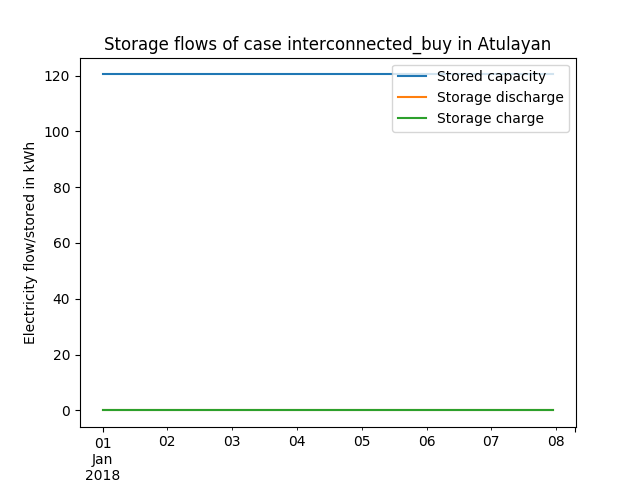 Storage flows of case interconnected_buy in Atulayan
Stored capacity
Storage discharge
Storage charge
Electricity flow/stored in kWh
120
100
80
60
40
20
0
01 02 03 04 05 06 07 08
Jan
2018